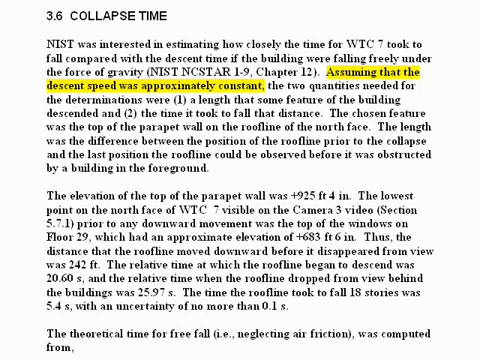 3.6 COLLAPSE TIME
NIST was interested in estimating how closely the time for WTC 7 took to
fall compared with the descent time if the building were falling freely under
the force of gravity (NIST NCSTAR 1-9, Chapter 12). Assuming that the
descent speed was approximately constant, the two quantities needed for
the determinations were (1) a length that some feature of the building
descended and (2) the time it took to fall that distance. The chosen feature
was the top of the parapet wall on the roofline of the north face. The length
was the difference between the position of the roofline prior to the collapse
and the last position the roofline could be observed before it was obstructed
by a building in the foreground.
The elevation of the top of the parapet wall was +925 ft 4 in. The lowest
point on the north face of WTC 7 visible on the Camera 3 video (Section
5.7.1) prior to any downward movement was the top of the windows on
Floor 29, which had an approximate elevation of +683 ft 6 in. Thus, the
distance that the roofline moved downward before it disappeared from view
was 242 ft. The relative time at which the roofline began to descend was
20.60 s, and the relative time when the roofline dropped from view behind
the buildings was 25.97 s. The time the roofline took to fall 18 stories was
5.4 s, with an uncertainty of no more than 0.1 s.
The theoretical time for free fall (i.e., neglecting air friction), was computed
from,